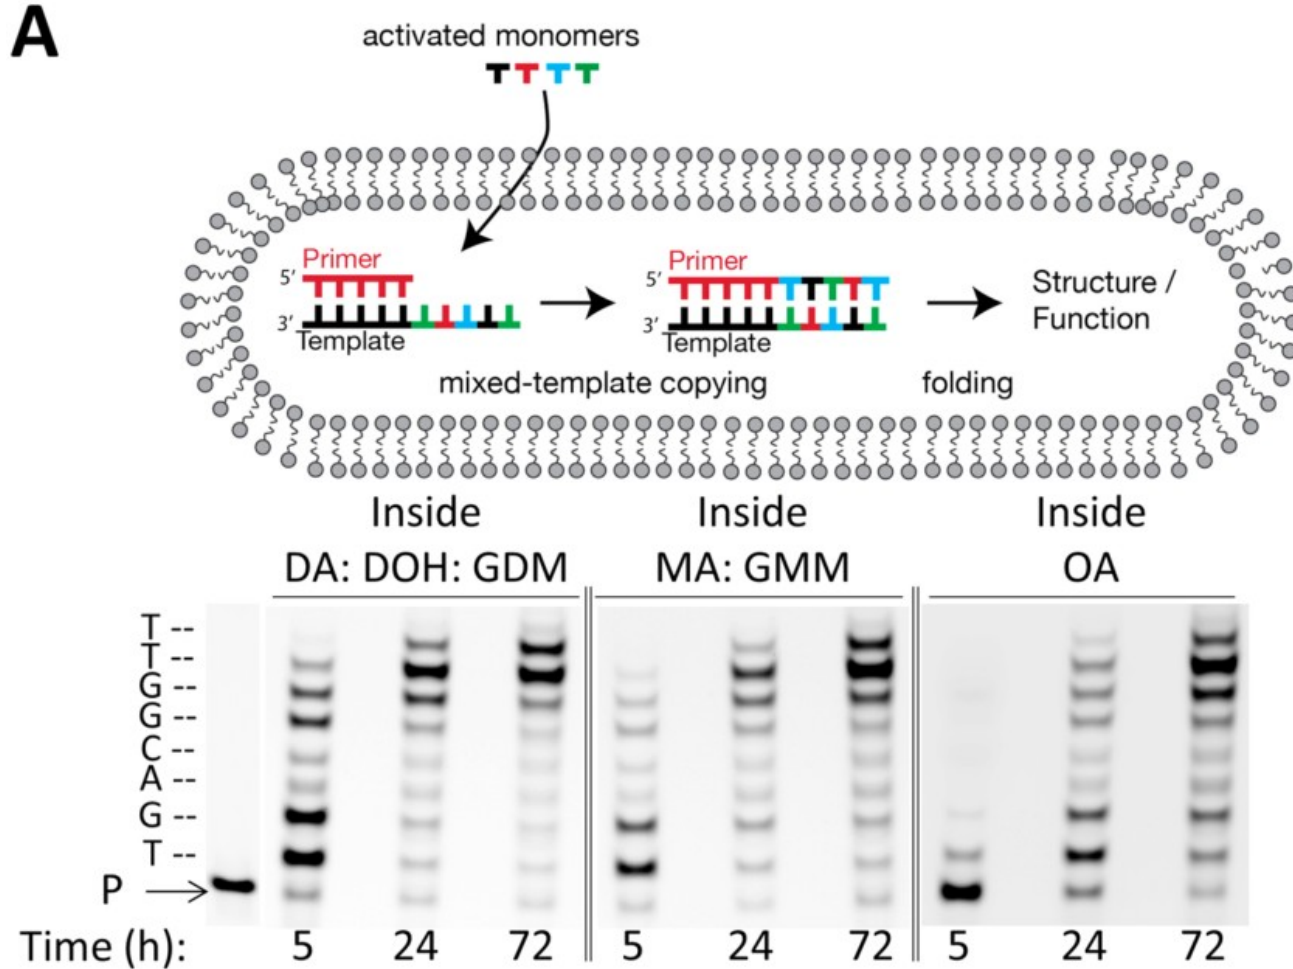 A
activated monomers
Primer
5′
3′
Template
Primer
5′
3′
Template
Structure /
Function
mixed-template copying
folding
Inside
Inside
Inside
DA: DOH: GDM
MA: GMM
OA
T --
T --
G --
G --
C --
A --
G --
T --
P
Time (h): 5 24 72 5 24 72 5 24 72